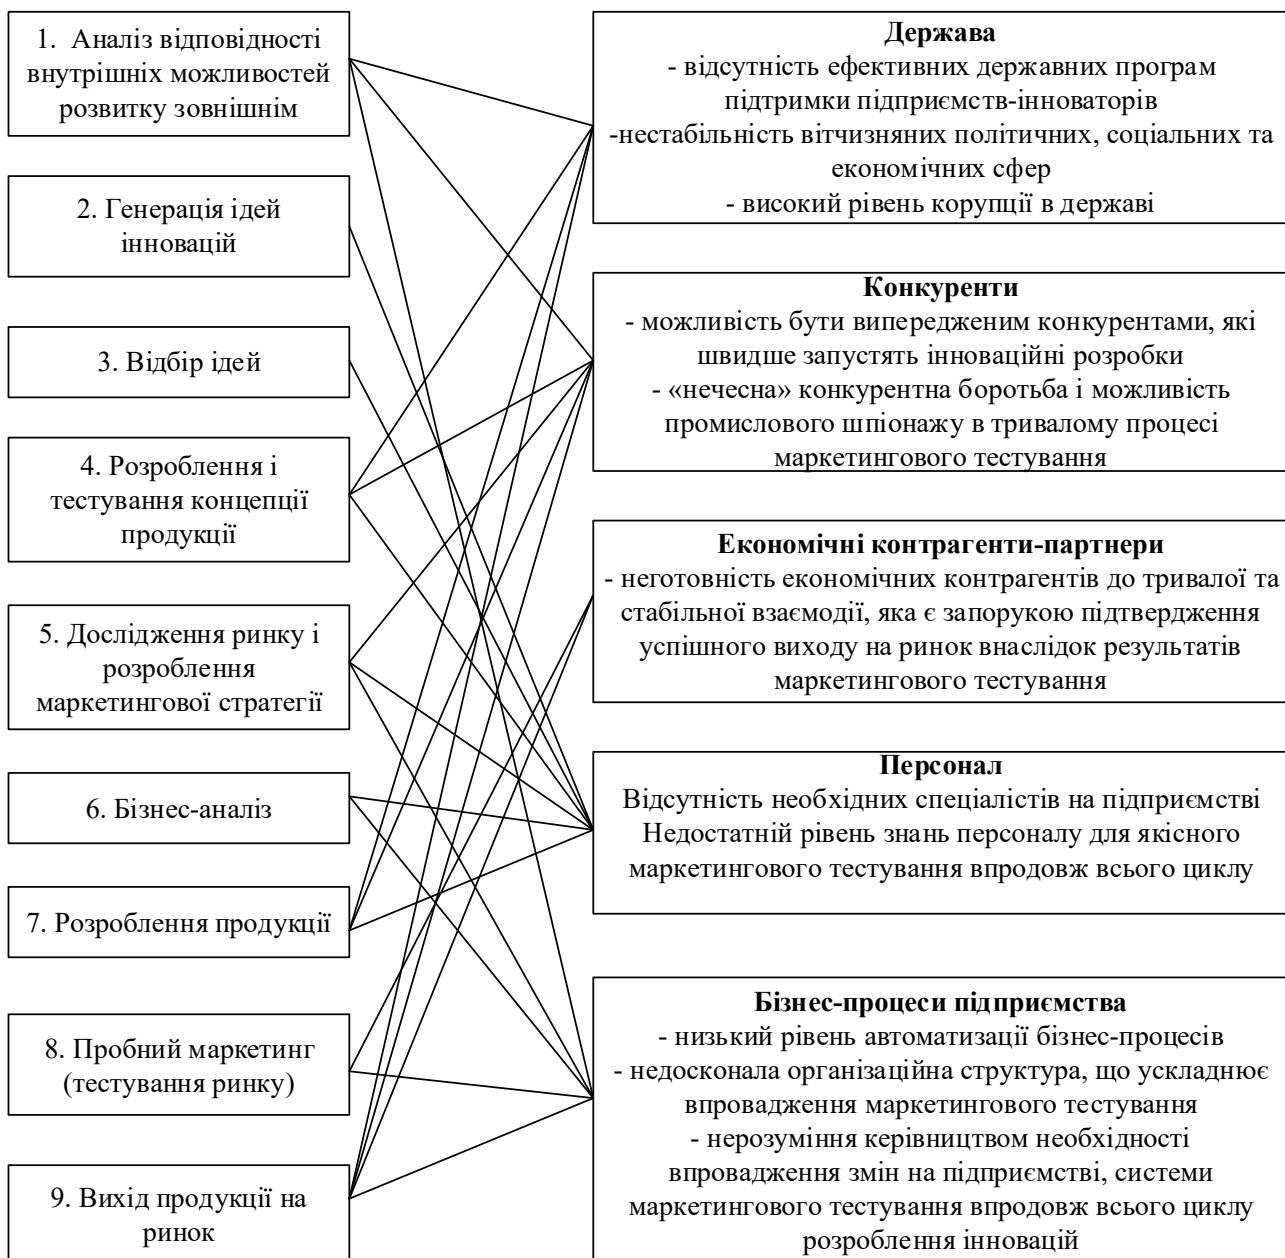 1. Аналіз відповідності
внутрішніх можливостей
розвитку зовнішнім
2. Генерація ідей
інновацій
3. Відбір ідей
4. Розроблення і
тестування концепції
продукції
5. Дослідження ринку і
розроблення
маркетингової стратегії
6. Бізнес-аналіз
7. Розроблення продукції
8. Пробний маркетинг
(тестування ринку)
9. Вихід продукції на
ринок
Держава
- відсутність ефективних державних програм
підтримки підприємств-інноваторів
-нестабільність вітчизняних політичних, соціальних та
економічних сфер
- високий рівень корупції в державі
Конкуренти
- можливість бути випередженим конкурентами, які
швидше запустять інноваційні розробки
- «нечесна» конкурентна боротьба і можливість
промислового шпіонажу в тривалому процесі
маркетингового тестування
Економічні контрагенти-партнери
- неготовність економічних контрагентів до тривалої та
стабільної взаємодії, яка є запорукою підтвердження
успішного виходу на ринок внаслідок результатів
маркетингового тестування
Персонал
Відсутність необхідних спеціалістів на підприємстві
Недостатній рівень знань персоналу для якісного
маркетингового тестування впродовж всього циклу
Бізнес-процеси підприємства
- низький рівень автоматизації бізнес-процесів
- недосконала організаційна структура, що ускладнює
впровадження маркетингового тестування
- нерозуміння керівництвом необхідності
впровадження змін на підприємстві, системи
маркетингового тестування впродовж всього циклу
розроблення інновацій